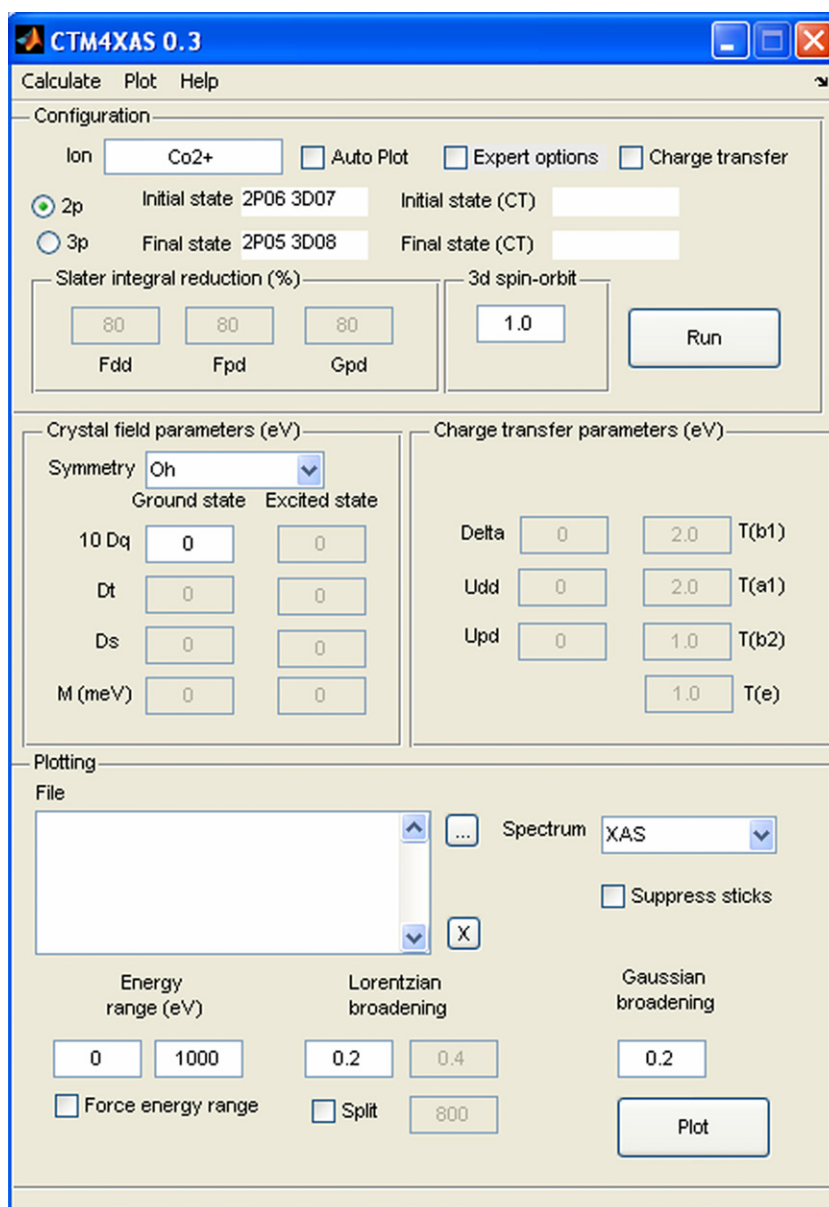 CTM4XAS 0.3
Calculate Plot Help
Configuration
Ion Co2+ Auto Plot Expert options Charge transfer
2p Initial state 2P06 3D07 Initial state (CT)
3p Final state 2P05 3D08 Final state (CT)
Slater integral reduction (%) 3d spin-orbit
80 80 80 1.0 Run
Fdd Fpd Gpd
Crystal field parameters (eV) Charge transfer parameters (eV)
Symmetry Oh
Ground state Excited state
10 Dq 0 0 Delta 0 2.0 T(b1)
Dt 0 0 Udd 0 2.0 T(a1)
Ds 0 0 Upd 0 1.0 T(b2)
M (meV) 0 0 1.0 T(e)
Plotting
File
... Spectrum XAS
Suppress sticks
X
Energy Lorentzian Gaussian
range (eV) broadening broadening
0 1000 0.2 0.4 0.2
Force energy range Split 800 Plot